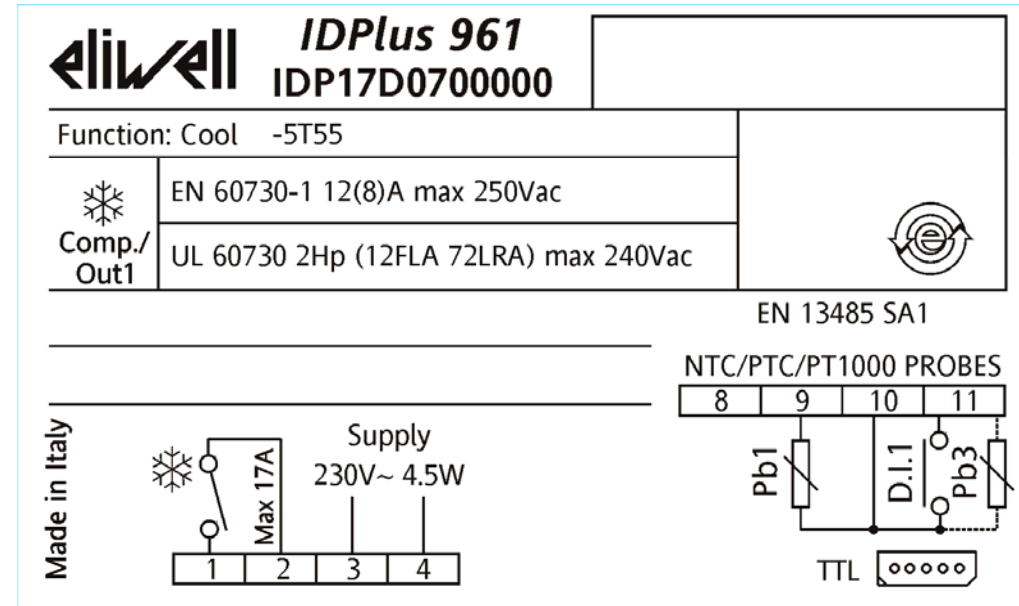 eliwell
IDPlus 961
IDP17D0700000
Function: Cool -5T55
Comp./
Out1
EN 60730-1 12(8)A max 250Vac
UL 60730 2Hp (12FLA 72LRA) max 240Vac
e
EN 13485 SA1
NTC/PTC/PT1000 PROBES
8 9 10 11
Pb1
D.I.1
Pb3
TTL
Made in Italy
Max 17A
Supply
230V~ 4.5W
1 2 3 4